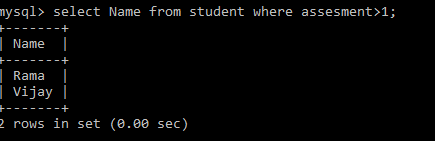 mysql> select Name from student where assesment>1;
+-------+
| Name  |
+-------+
| Rama  |
| Vijay |
+-------+
2 rows in set (0.00 sec)